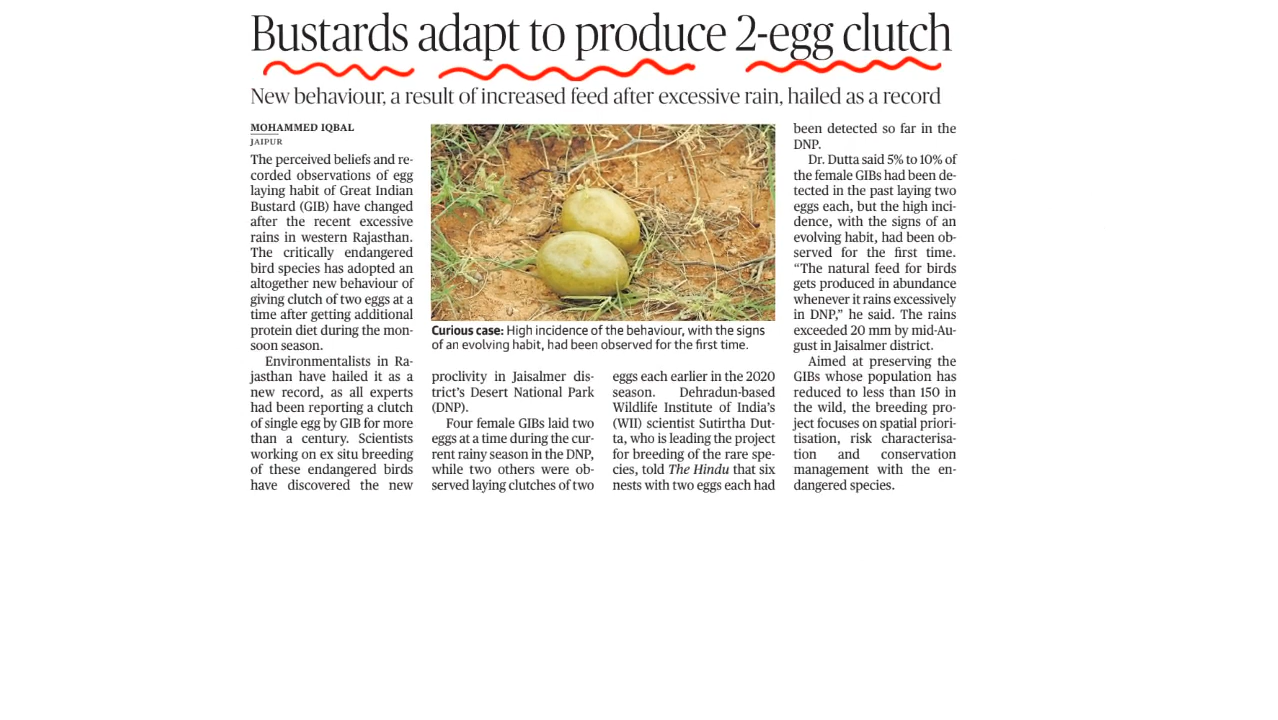 Bustards adapt to produce 2-egg clutch
New behaviour, a result of increased feed after excessive rain, hailed as a record
MOHAMMED IQBAL
JAIPUR
The perceived beliefs and re-
corded observations of egg
laying habit of Great Indian
Bustard (GIB) have changed
after the recent excessive
rains in western Rajasthan.
The critically endangered
bird species has adopted an
altogether new behaviour of
giving clutch of two eggs at a
time after getting additional
protein diet during the mon-
soon season.
Environmentalists in Ra-
jasthan have hailed it as a
new record, as all experts
had been reporting a clutch
of single egg by GIB for more
than a century. Scientists
working on ex situ breeding
of these endangered birds
have discovered the new
Curious case: High incidence of the behaviour, with the signs
of an evolving habit, had been observed for the first time.
proclivity in Jaisalmer dis-
trict's Desert National Park
(DNP).
Four female GIBs laid two
eggs at a time during the cur-
rent rainy season in the DNP,
while two others were ob-
served laying clutches of two
eggs each earlier in the 2020
season. Dehradun-based
Wildlife Institute of India's
(WII) scientist Sutirtha Dut-
ta, who is leading the project
for breeding of the rare spe-
cies, told The Hindu that six
nests with two eggs each had
been detected so far in the
DNP.
Dr. Dutta said 5% to 10% of
the female GIBs had been de-
tected in the past laying two
eggs each, but the high inci-
dence, with the signs of an
evolving habit, had been ob-
served for the first time.
“The natural feed for birds
gets produced in abundance
whenever it rains excessively
in DNP,” he said. The rains
exceeded 20 mm by mid-Au-
gust in Jaisalmer district.
Aimed at preserving the
GIBs whose population has
reduced to less than 150 in
the wild, the breeding pro-
ject focuses on spatial priori-
tisation, risk characterisa-
tion and conservation
management with the en-
dangered species.